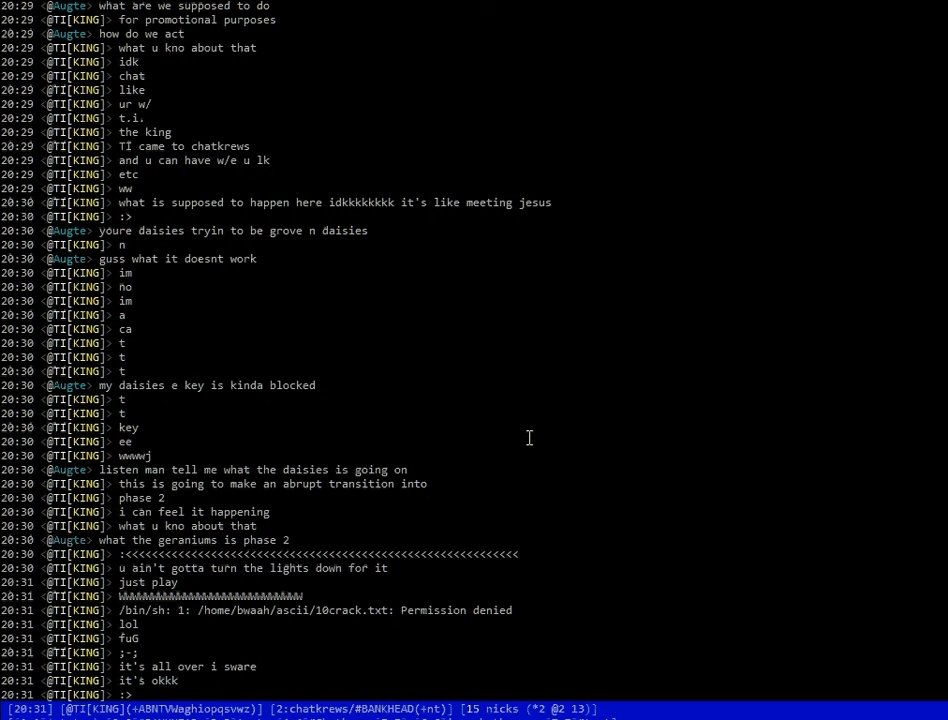 20:29 <@Augte> what are we supposed to do
20:29 <@TI[KING]> for promotional purposes
20:29 <@Augte> how do we act
20:29 <@TI[KING]> what u kno about that
20:29 <@TI[KING]> idk
20:29 <@TI[KING]> chat
20:29 <@TI[KING]> like
20:29 <@TI[KING]> ur w/
20:29 <@TI[KING]> t.i.
20:29 <@TI[KING]> the king
20:29 <@TI[KING]> TI came to chatkrews
20:29 <@TI[KING]> and u can have w/e u lk
20:29 <@TI[KING]> etc
20:29 <@TI[KING]> ww
20:30 <@TI[KING]> what is supposed to happen here idkkkkkkkk it's like meeting jesus
20:30 <@TI[KING]> :>
20:30 <@Augte> youre daisies tryin to be grove n daisies
20:30 <@TI[KING]> n
20:30 <@Augte> guss what it doesnt work
20:30 <@TI[KING]> im
20:30 <@TI[KING]> no
20:30 <@TI[KING]> im
20:30 <@TI[KING]> a
20:30 <@TI[KING]> ca
20:30 <@TI[KING]> t
20:30 <@TI[KING]> t
20:30 <@TI[KING]> t
20:30 <@Augte> my daisies e key is kinda blocked
20:30 <@TI[KING]> t
20:30 <@TI[KING]> t
20:30 <@TI[KING]> key
20:30 <@TI[KING]> ee
20:30 <@TI[KING]> wwwwj
20:30 <@Augte> listen man tell me what the daisies is going on
20:30 <@TI[KING]> this is going to make an abrupt transition into
20:30 <@TI[KING]> phase 2
20:30 <@TI[KING]> i can feel it happening
20:30 <@TI[KING]> what u kno about that
20:30 <@Augte> what the geraniums is phase 2
20:30 <@TI[KING]> :<<<<<<<<<<<<<<<<<<<<<<<<<<<<<<<<<<<<<<<<<<<<<<<<<<<<<<<<<<<<
20:30 <@TI[KING]> u ain't gotta turn the lights down for it
20:31 <@TI[KING]> just play
20:31 <@TI[KING]> WWWWWWWWWWWWWWWWWWWWWWWWWWWW
20:31 <@TI[KING]> /bin/sh: 1: /home/bwaah/ascii/10crack.txt: Permission denied
20:31 <@TI[KING]> lol
20:31 <@TI[KING]> fuG
20:31 <@TI[KING]> ;-;
20:31 <@TI[KING]> it's all over i sware
20:31 <@TI[KING]> it's okkk
20:31 <@TI[KING]> :>
[20:31] [@TI[KING](+ABNTVWaghiopqsvwz)] [2:chatkrews/#BANKHEAD(+nt)] [15 nicks (*2 @2 13)]